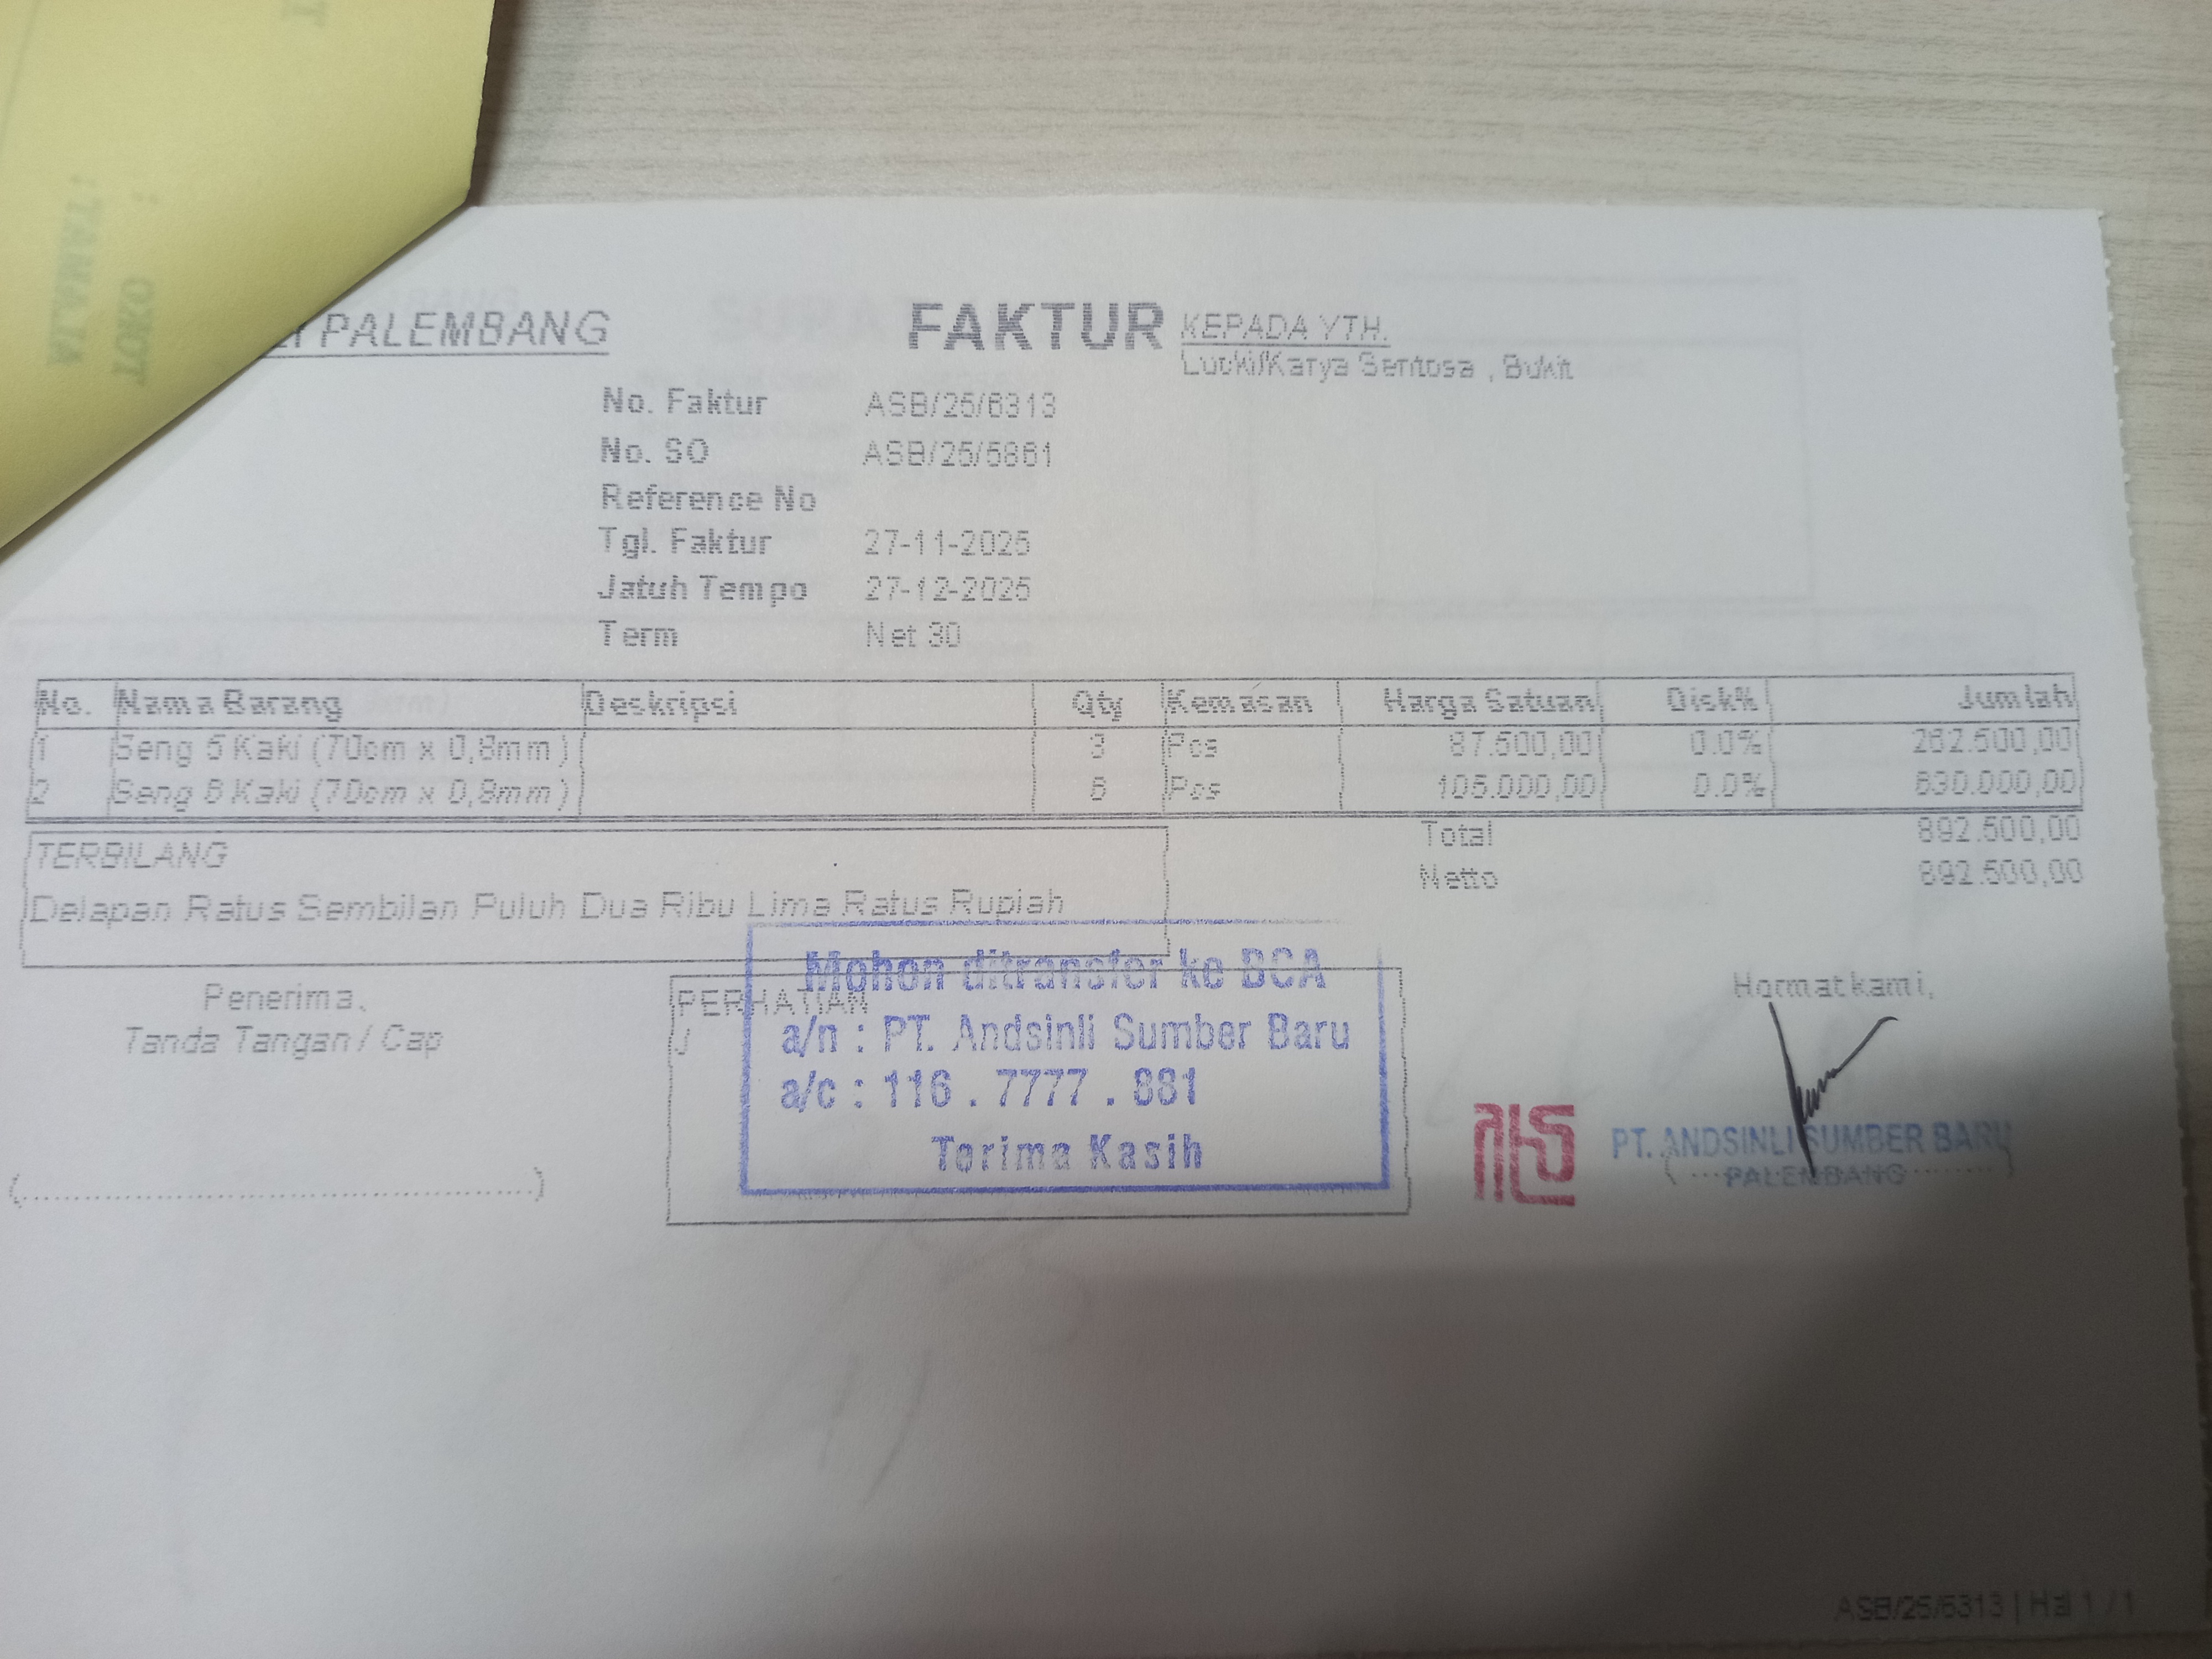 PALEMBANG
FAKTUR
KEPADA YTH.
Lucki/Karya Sentosa , Bukit
No. Faktur ASB/25/6313
No. SO
Reference No
Tgl. Faktur 27-11-2025
Jatuh Tempo 27-12-2025
Term Net 30
No. Nama Barang Deskripsi Qty Kemasan Harga Satuan Disk% Jumlah
1 Seng 5 Kaki (70cm x 0,8mm) 3 Pcs 87.500,00 0.0% 262.500,00
2 Seng 6 Kaki (70cm x 0,8mm) 6 Pcs 105.000,00 0.0% 630.000,00
Total 892.500,00
Netto 892.500,00
TERBILANG
Delapan Ratus Sembilan Puluh Dua Ribu Lima Ratus Rupiah
Penerima,
Tanda Tangan / Cap
PERHATIAN
Mohon ditransfer ke BCA
a/n : PT. Andsinli Sumber Baru
a/c : 116 . 7777 . 881
Terima Kasih
Hormat kami,
PT. ANDSINLI SUMBER BARU
PALEMBANG
ASB/25/6313 | Hal 1 / 1